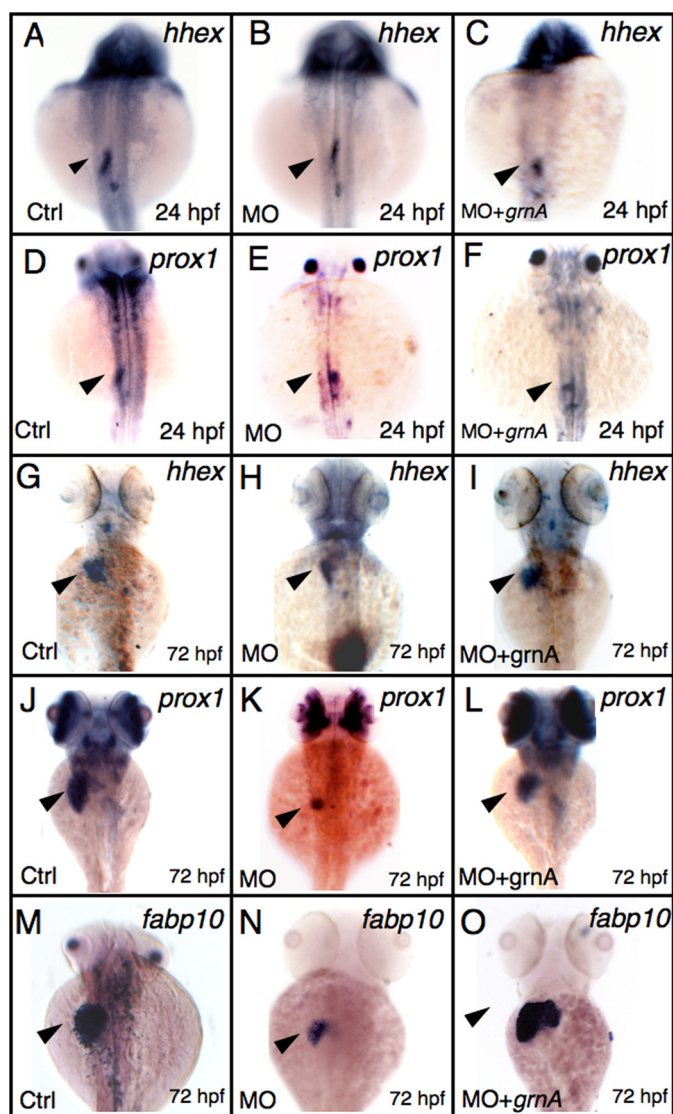 A hhex
Ctrl 24 hpf
B hhex
MO 24 hpf
C hhex
MO+grnA 24 hpf
D prox1
Ctrl 24 hpf
E prox1
MO 24 hpf
F prox1
MO+grnA 24 hpf
G hhex
Ctrl 72 hpf
H hhex
MO 72 hpf
I hhex
MO+grnA 72 hpf
J prox1
Ctrl 72 hpf
K prox1
MO 72 hpf
L prox1
MO+grnA 72 hpf
M fabp10
Ctrl 72 hpf
N fabp10
MO 72 hpf
O fabp10
MO+grnA 72 hpf